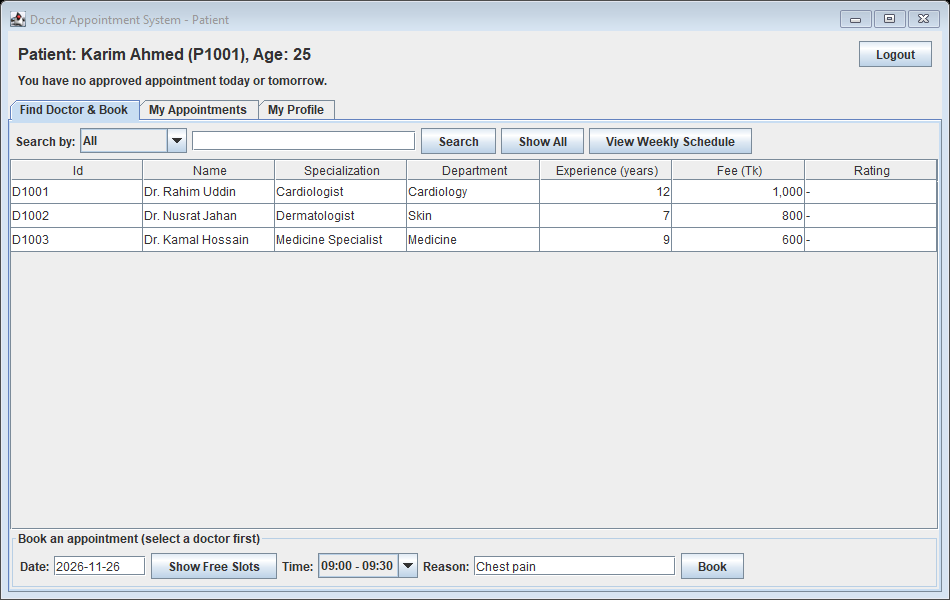 Doctor Appointment System - Patient
Patient: Karim Ahmed (P1001), Age: 25
Logout
You have no approved appointment today or tomorrow.
Find Doctor & Book My Appointments My Profile
Search by: All Search Show All View Weekly Schedule
Id Name Specialization Department Experience (years) Fee (Tk) Rating
D1001 Dr. Rahim Uddin Cardiologist Cardiology 12 1,000 -
D1002 Dr. Nusrat Jahan Dermatologist Skin 7 800 -
D1003 Dr. Kamal Hossain Medicine Specialist Medicine 9 600 -
Book an appointment (select a doctor first)
Date: 2026-11-26 Show Free Slots Time: 09:00 - 09:30 Reason: Chest pain Book